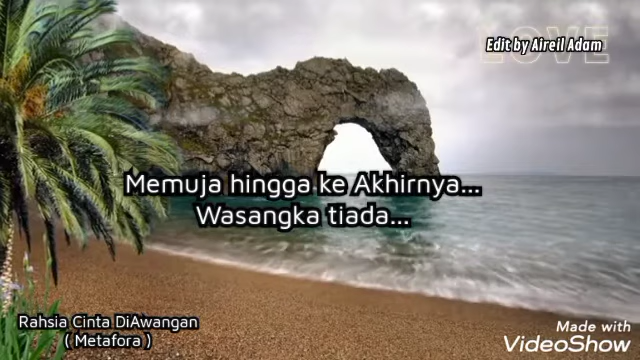 LOVE
Edit by Aireil Adam
Memuja hingga ke Akhirnya...
Wasangka tiada...
Rahsia Cinta DiAwangan
( Metafora )
Made with
VideoShow